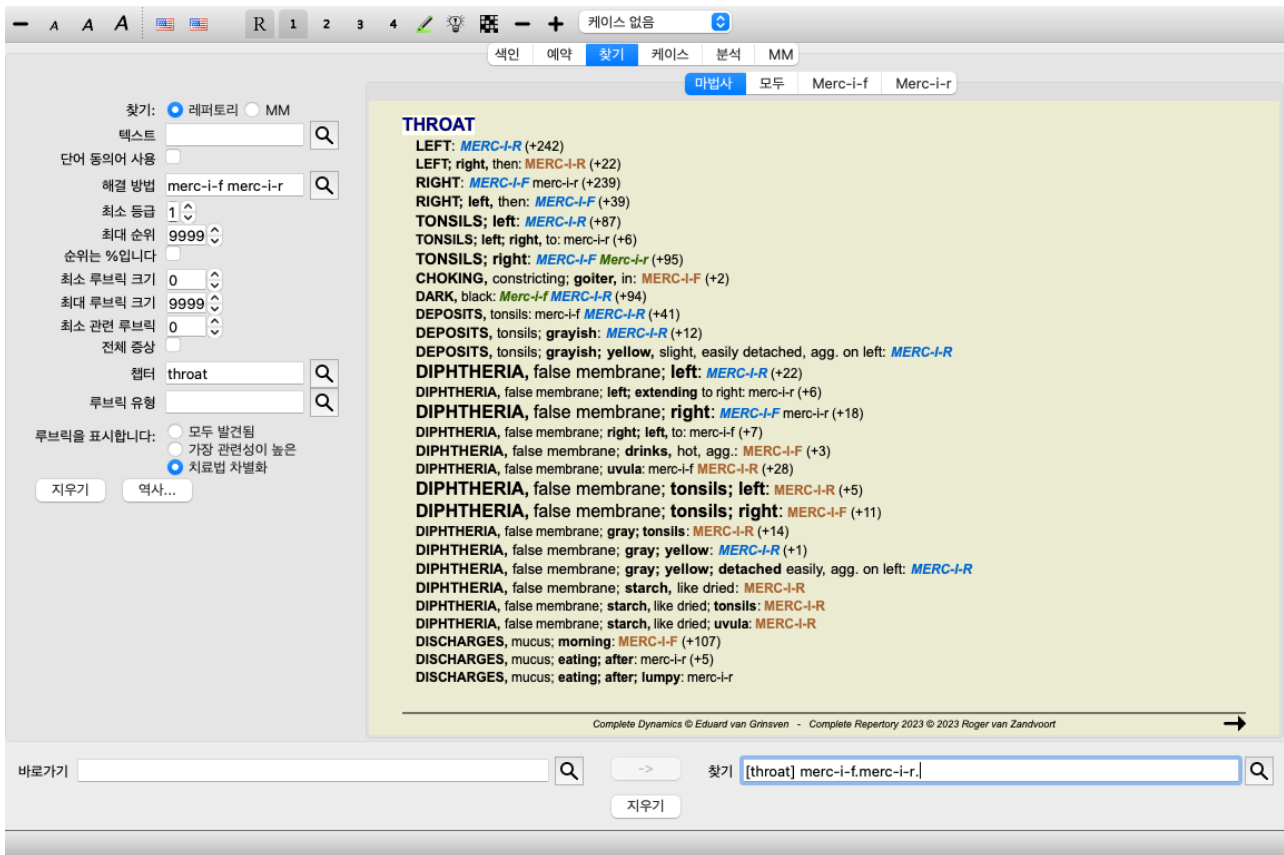 A A A R 1 2 3 4 케이스 없음
색인 예약 찾기 케이스 분석 MM
마법사 모두 Merc-i-f Merc-i-r
찾기: 레퍼토리 MM
텍스트
단어 동의어 사용
해결 방법 merc-i-f merc-i-r
최소 등급 1
최대 순위 9999
순위는 %입니다
최소 루브릭 크기 0
최대 루브릭 크기 9999
최소 관련 루브릭 0
전체 증상
챕터 throat
루브릭 유형
루브릭을 표시합니다: 모두 발견됨
가장 관련성이 높은
치료법 차별화
지우기 역사...
THROAT
LEFT: MERC-I-R (+242)
LEFT; right, then: MERC-I-R (+22)
RIGHT: MERC-I-F merc-i-r (+239)
RIGHT; left, then: MERC-I-F (+39)
TONSILS; left: MERC-I-R (+87)
TONSILS; left; right, to: merc-i-r (+6)
TONSILS; right: MERC-I-F Merc-i-r (+95)
CHOKING, constricting; goiter, in: MERC-I-F (+2)
DARK, black: Merc-i-f MERC-I-R (+94)
DEPOSITS, tonsils: merc-i-f MERC-I-R (+41)
DEPOSITS, tonsils; grayish: MERC-I-R (+12)
DEPOSITS, tonsils; grayish; yellow, slight, easily detached, agg. on left: MERC-I-R
DIPHTHERIA, false membrane; left: MERC-I-R (+22)
DIPHTHERIA, false membrane; left; extending to right: merc-i-r (+6)
DIPHTHERIA, false membrane; right: MERC-I-F merc-i-r (+18)
DIPHTHERIA, false membrane; right; left, to: merc-i-f (+7)
DIPHTHERIA, false membrane; drinks, hot, agg.: MERC-I-F (+3)
DIPHTHERIA, false membrane; uvula: merc-i-f MERC-I-R (+28)
DIPHTHERIA, false membrane; tonsils; left: MERC-I-R (+5)
DIPHTHERIA, false membrane; tonsils; right: MERC-I-F (+11)
DIPHTHERIA, false membrane; gray; tonsils: MERC-I-R (+14)
DIPHTHERIA, false membrane; gray; yellow: MERC-I-R (+1)
DIPHTHERIA, false membrane; gray; yellow; detached easily, agg. on left: MERC-I-R
DIPHTHERIA, false membrane; starch, like dried: MERC-I-R
DIPHTHERIA, false membrane; starch, like dried; tonsils: MERC-I-R
DIPHTHERIA, false membrane; starch, like dried; uvula: MERC-I-R
DISCHARGES, mucus; morning: MERC-I-F (+107)
DISCHARGES, mucus; eating; after: merc-i-r (+5)
DISCHARGES, mucus; eating; after; lumpy: merc-i-r
Complete Dynamics © Eduard van Grinsven - Complete Repertory 2023 © 2023 Roger van Zandvoort
바로가기 -> 찾기 [throat] merc-i-f.merc-i-r.
지우기